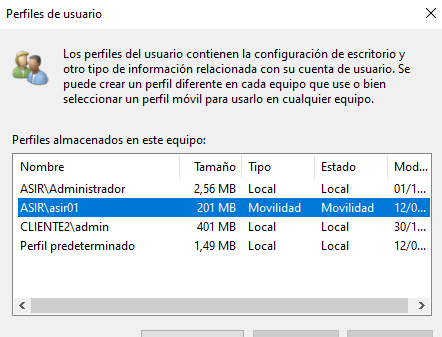 Perfiles de usuario
Los perfiles del usuario contienen la configuración de escritorio y
otro tipo de información relacionada con su cuenta de usuario. Se
puede crear un perfil diferente en cada equipo que use o bien
seleccionar un perfil móvil para usarlo en cualquier equipo.
Perfiles almacenados en este equipo:
Nombre Tamaño Tipo Estado Mod...
ASIR\Administrador 2,56 MB Local Local 01/1...
ASIR\asir01 201 MB Movilidad Movilidad 12/0...
CLIENTE2\admin 401 MB Local Local 30/1...
Perfil predeterminado 1,49 MB Local Local 12/0...